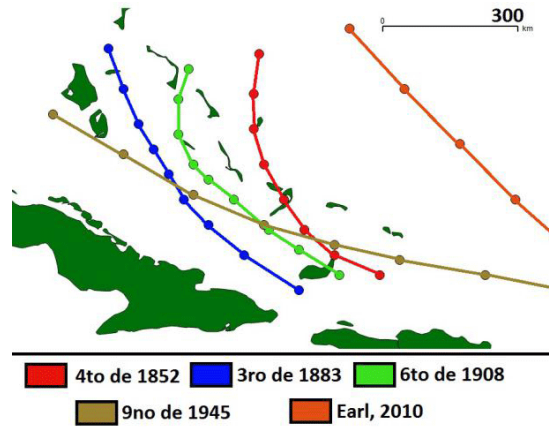 300
0
km
4to de 1852 3ro de 1883 6to de 1908
9no de 1945 Earl, 2010